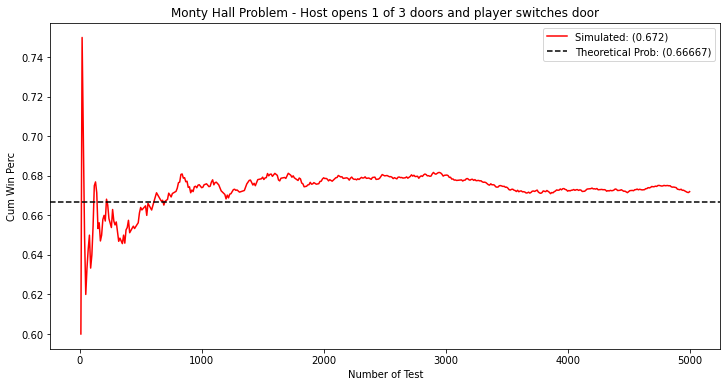 Monty Hall Problem - Host opens 1 of 3 doors and player switches door
Simulated: (0.672)
Theoretical Prob: (0.66667)
Cum Win Perc
0.74
0.72
0.70
0.68
0.66
0.64
0.62
0.60
0
1000
2000
3000
4000
5000
Number of Test